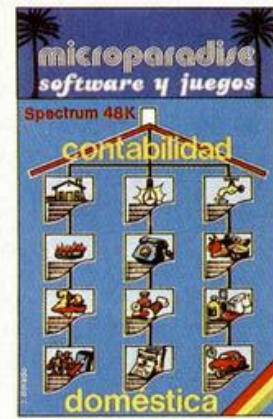 microparadise
software y juegos
Spectrum 48K
contabilidad
doméstica